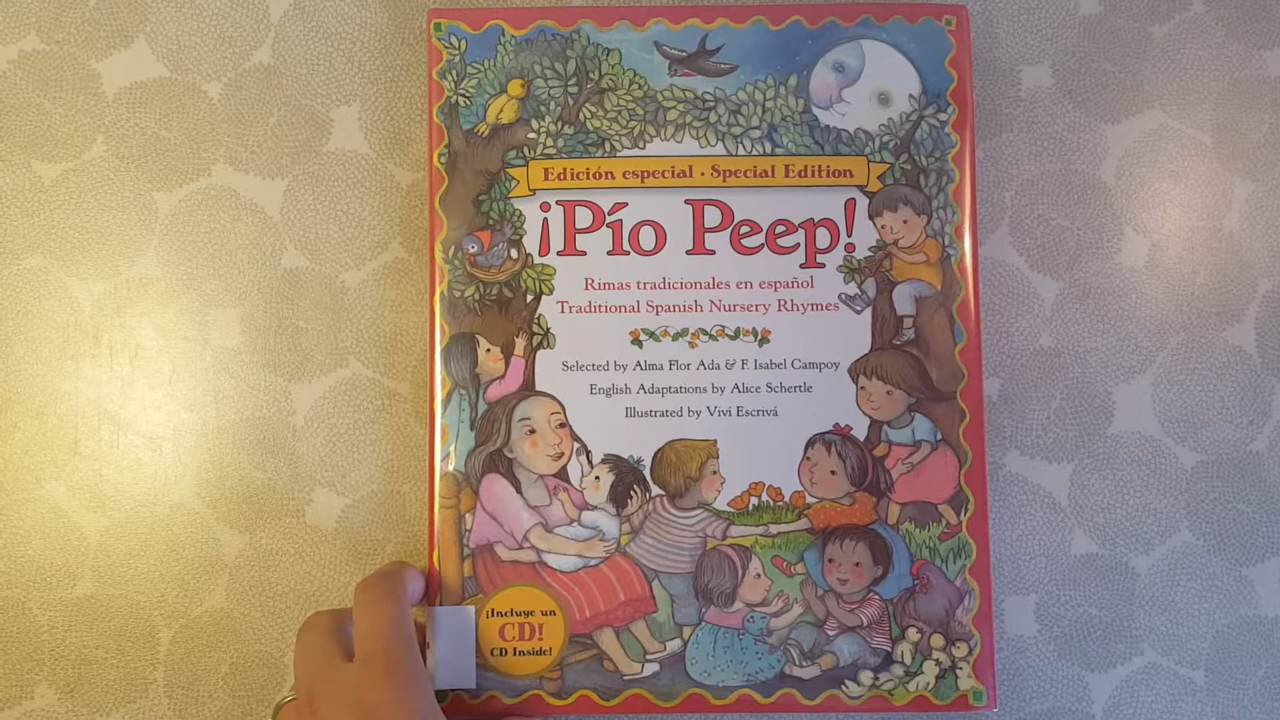 Edición especial · Special Edition
¡Pío Peep!
Rimas tradicionales en español
Traditional Spanish Nursery Rhymes
Selected by Alma Flor Ada & F. Isabel Campoy
English Adaptations by Alice Schertle
Illustrated by Viví Escrivá
¡Incluye un
CD!
CD Inside!